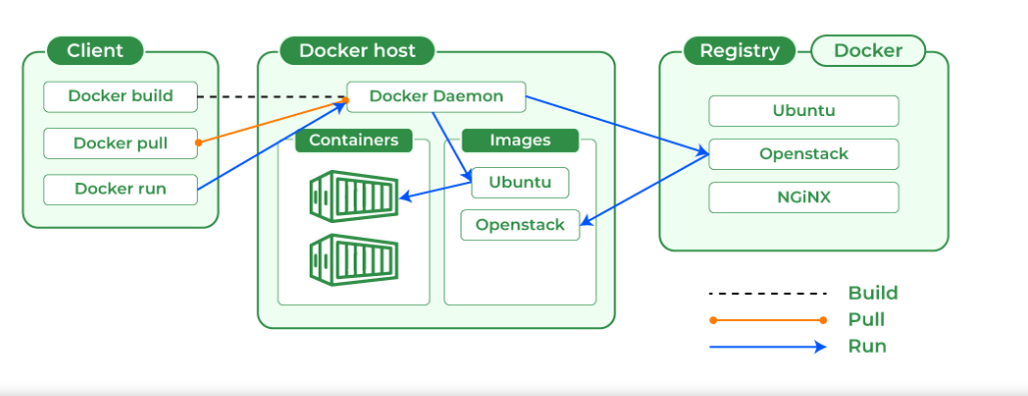 Client
Docker build
Docker pull
Docker run
Docker host
Docker Daemon
Containers
Images
Ubuntu
Openstack
Registry
Docker
Ubuntu
Openstack
NGiNX
Build
Pull
Run